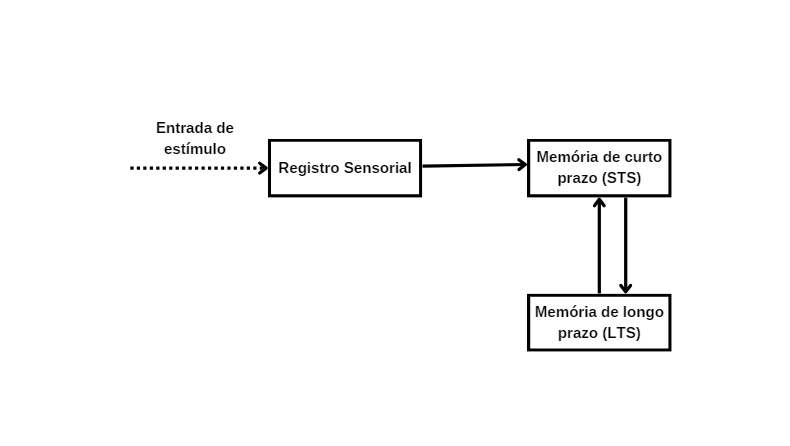 Entrada de
estímulo
Registro Sensorial
Memória de curto
prazo (STS)
Memória de longo
prazo (LTS)